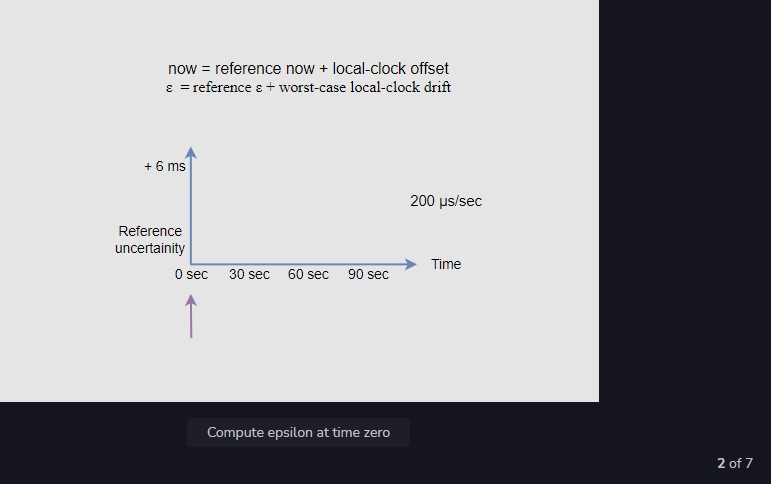 now = reference now + local-clock offset
ε = reference ε + worst-case local-clock drift
+ 6 ms
200 μs/sec
Reference
uncertainity
Time
0 sec 30 sec 60 sec 90 sec
Compute epsilon at time zero
2 of 7